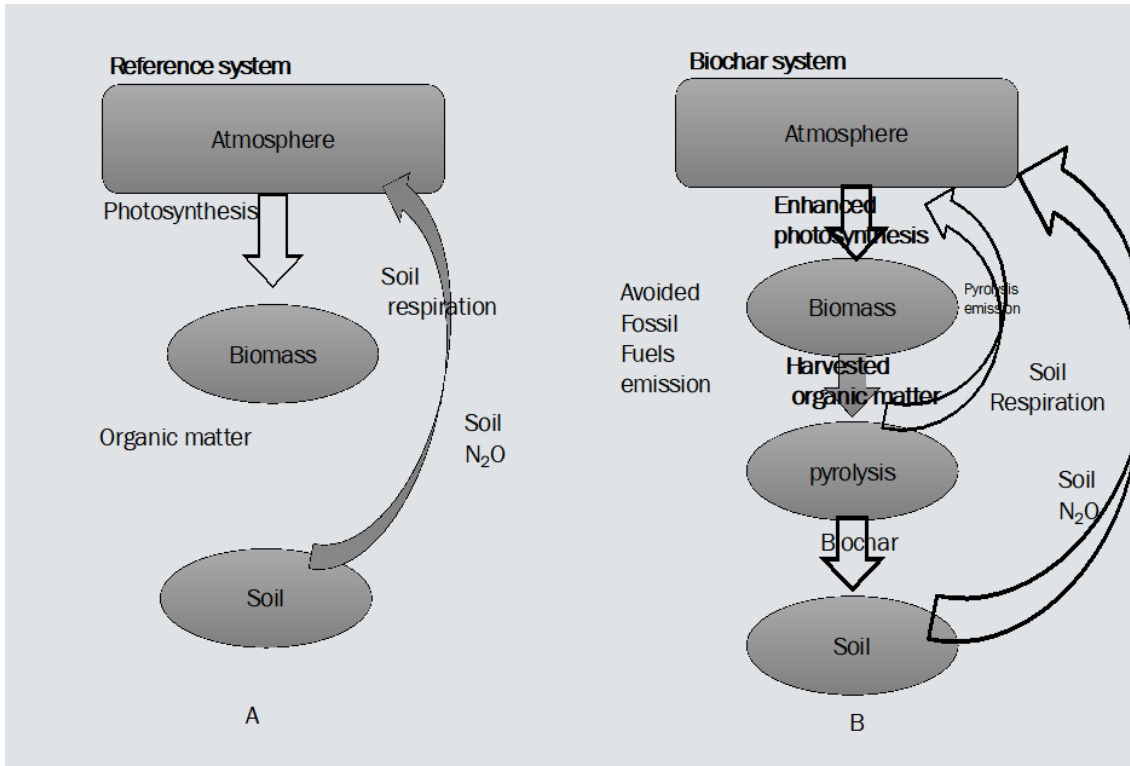 Reference system
Atmosphere
Photosynthesis
Soil
respiration
Biomass
Organic matter
Soil
N₂O
Soil
A
Biochar system
Atmosphere
Enhanced
photosynthesis
Avoided
Fossil
Fuels
emission
Biomass
Pyrolysis
emission
Harvested
organic matter
Soil
Respiration
pyrolysis
Soil
N₂O
Biochar
Soil
B